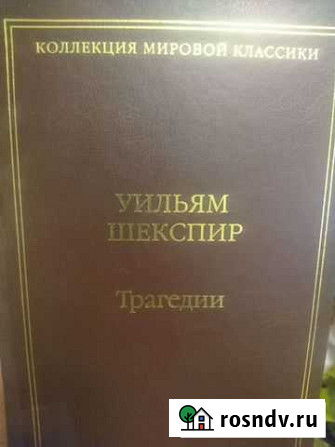 КОЛЛЕКЦИЯ МИРОВОЙ КЛАССИКИ
УИЛЬЯМ
ШЕКСПИР
Трагедии
rosndv.ru